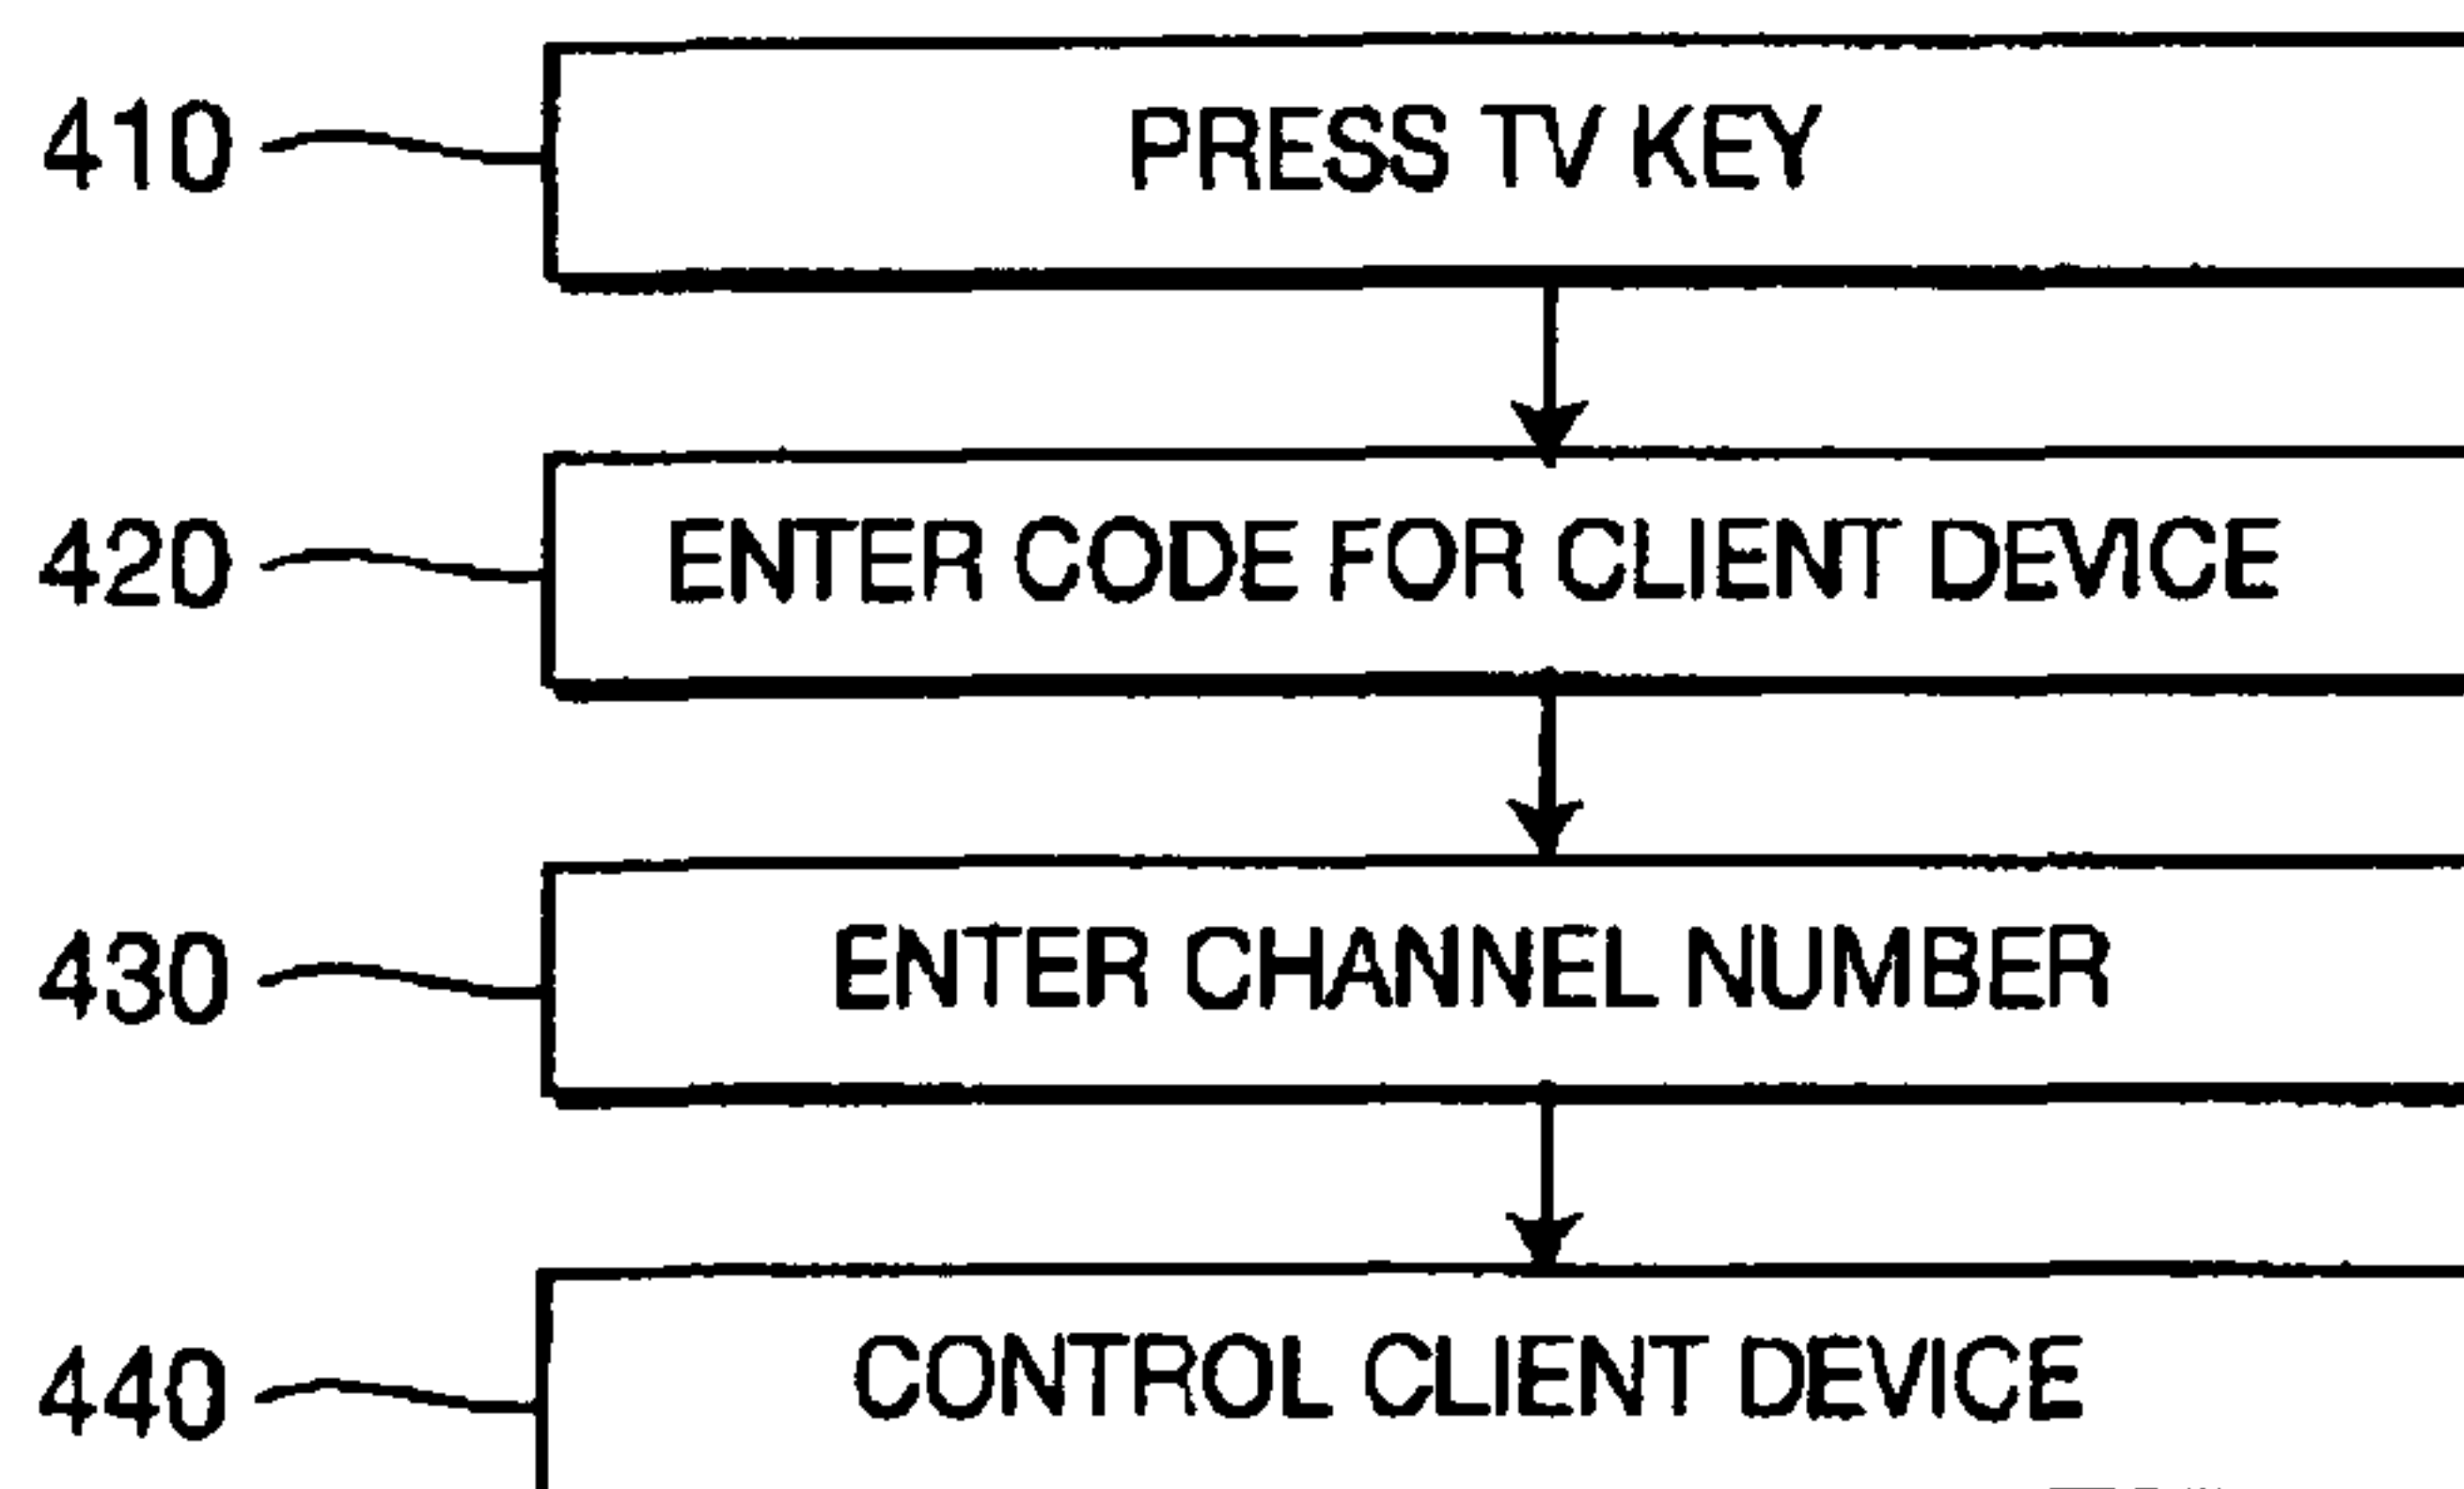 410 PRESS TV KEY
420 ENTER CODE FOR CLIENT DEVICE
430 ENTER CHANNEL NUMBER
440 CONTROL CLIENT DEVICE